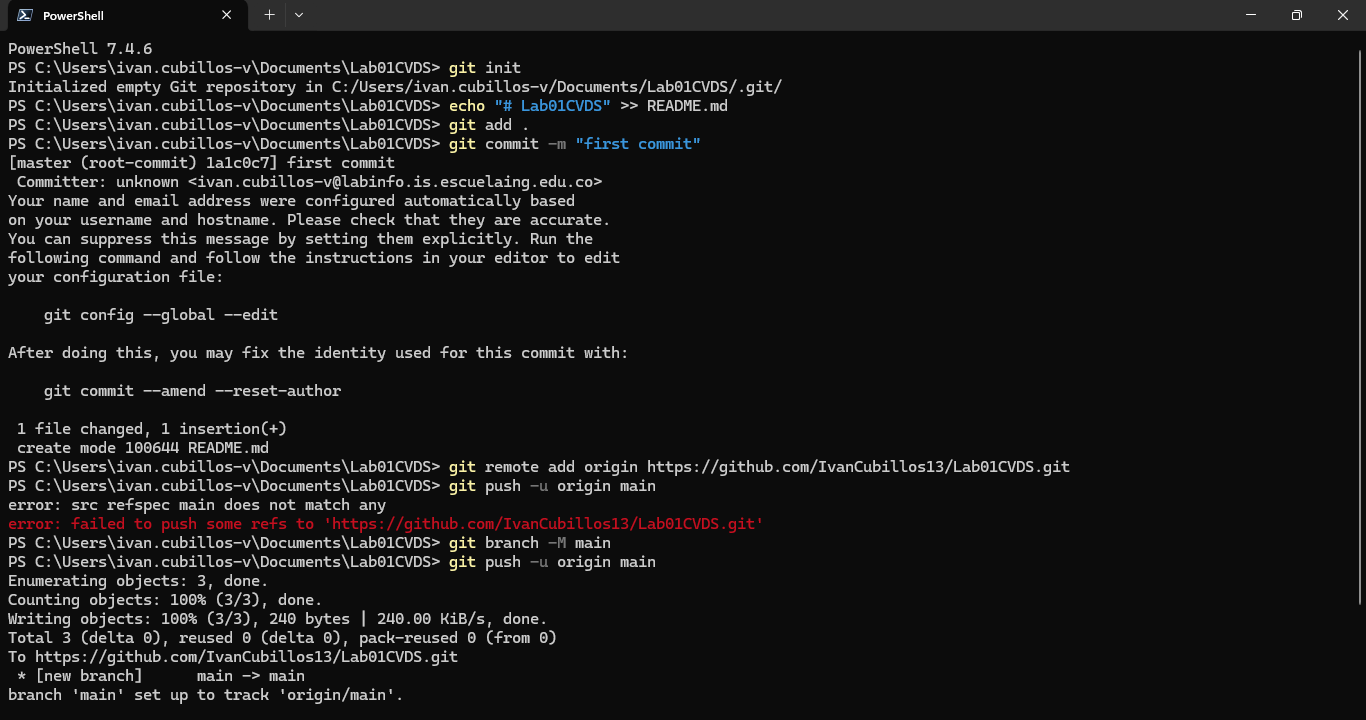 PowerShell
PowerShell 7.4.6
PS C:\Users\ivan.cubillos-v\Documents\Lab01CVDS> git init
Initialized empty Git repository in C:/Users/ivan.cubillos-v/Documents/Lab01CVDS/.git/
PS C:\Users\ivan.cubillos-v\Documents\Lab01CVDS> echo "# Lab01CVDS" >> README.md
PS C:\Users\ivan.cubillos-v\Documents\Lab01CVDS> git add .
PS C:\Users\ivan.cubillos-v\Documents\Lab01CVDS> git commit -m "first commit"
[master (root-commit) 1a1c0c7] first commit
 Committer: unknown <ivan.cubillos-v@labinfo.is.escuelaing.edu.co>
Your name and email address were configured automatically based
on your username and hostname. Please check that they are accurate.
You can suppress this message by setting them explicitly. Run the
following command and follow the instructions in your editor to edit
your configuration file:

    git config --global --edit

After doing this, you may fix the identity used for this commit with:

    git commit --amend --reset-author

 1 file changed, 1 insertion(+)
 create mode 100644 README.md
PS C:\Users\ivan.cubillos-v\Documents\Lab01CVDS> git remote add origin https://github.com/IvanCubillos13/Lab01CVDS.git
PS C:\Users\ivan.cubillos-v\Documents\Lab01CVDS> git push -u origin main
error: src refspec main does not match any
error: failed to push some refs to 'https://github.com/IvanCubillos13/Lab01CVDS.git'
PS C:\Users\ivan.cubillos-v\Documents\Lab01CVDS> git branch -M main
PS C:\Users\ivan.cubillos-v\Documents\Lab01CVDS> git push -u origin main
Enumerating objects: 3, done.
Counting objects: 100% (3/3), done.
Writing objects: 100% (3/3), 240 bytes | 240.00 KiB/s, done.
Total 3 (delta 0), reused 0 (delta 0), pack-reused 0 (from 0)
To https://github.com/IvanCubillos13/Lab01CVDS.git
 * [new branch]      main -> main
branch 'main' set up to track 'origin/main'.